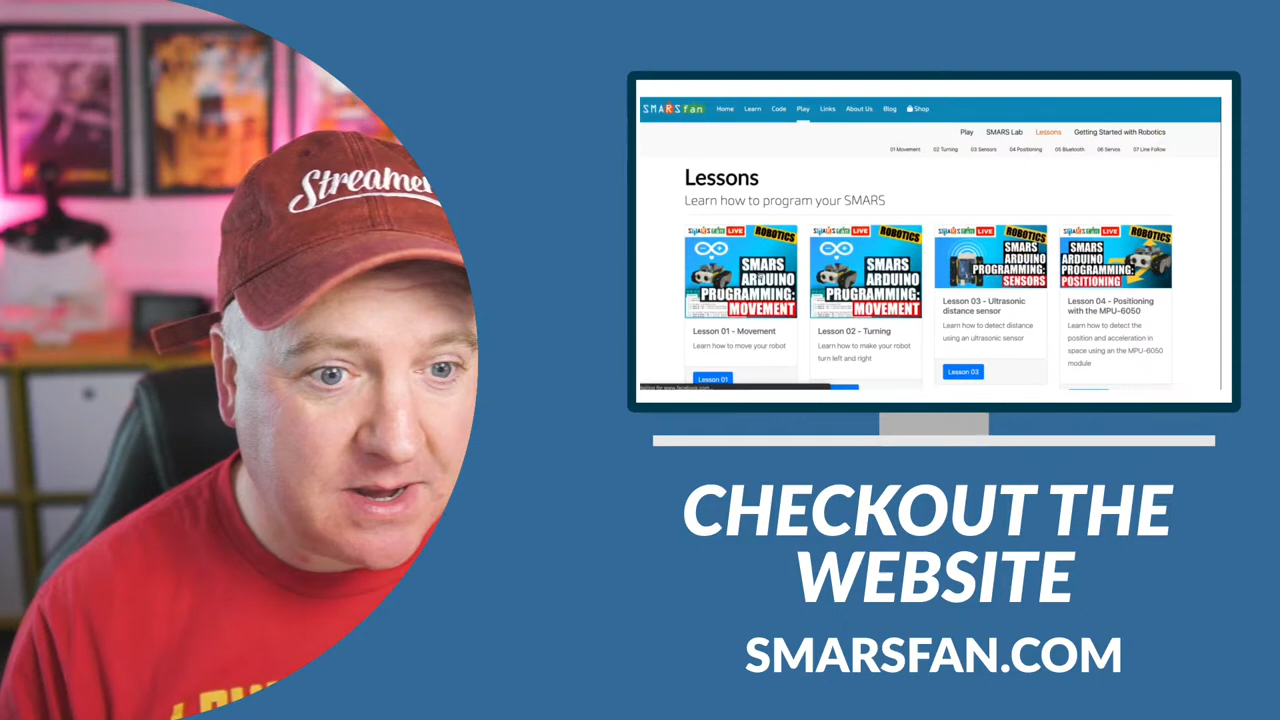 Streamer
SMARSfan
Home Learn Code Play Links About Us Blog Shop
Play SMARS Lab Lessons Getting Started with Robotics
01 Movement 02 Turning 03 Sensors 04 Positioning 05 Bluetooth 06 Servos 07 Line Follow
Lessons
Learn how to program your SMARS
SMARSfan LIVE ROBOTICS
SMARS
ARDUINO
PROGRAMMING:
MOVEMENT
Lesson 01 - Movement
Learn how to move your robot
Lesson 01
SMARSfan LIVE ROBOTICS
SMARS
ARDUINO
PROGRAMMING:
MOVEMENT
Lesson 02 - Turning
Learn how to make your robot
turn left and right
SMARSfan LIVE ROBOTICS
SMARS
ARDUINO
PROGRAMMING:
SENSORS
Lesson 03 - Ultrasonic
distance sensor
Learn how to detect distance
using an ultrasonic sensor
Lesson 03
SMARSfan LIVE ROBOTICS
SMARS
ARDUINO
PROGRAMMING:
POSITIONING
Lesson 04 - Positioning
with the MPU-6050
Learn how to detect the
position and acceleration in
space using an the MPU-6050
module
CHECKOUT THE
WEBSITE
SMARSFAN.COM